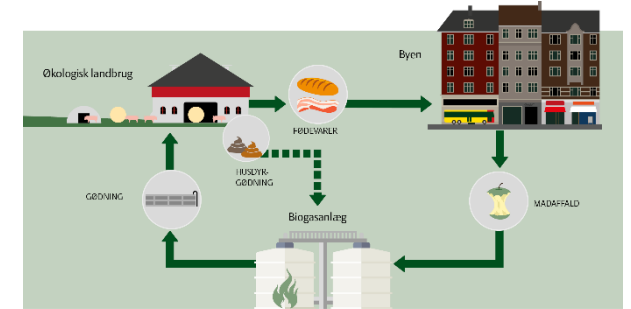 Økologisk landbrug
Byen
FØDEVARER
HUSDYR-
GØDNING
GØDNING
MADAFFALD
Biogasanlæg